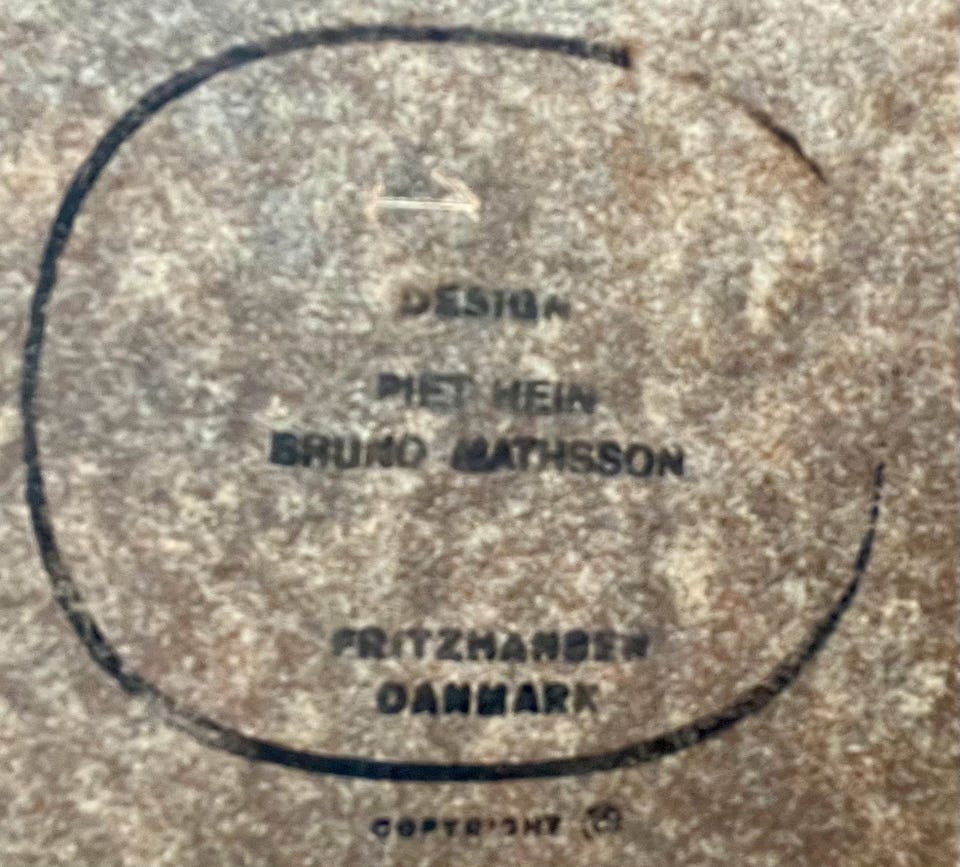 DESIGN
PIET HEIN
BRUNO MATHSSON
FRITZHANSEN
DANMARK
COPYRIGHT ©